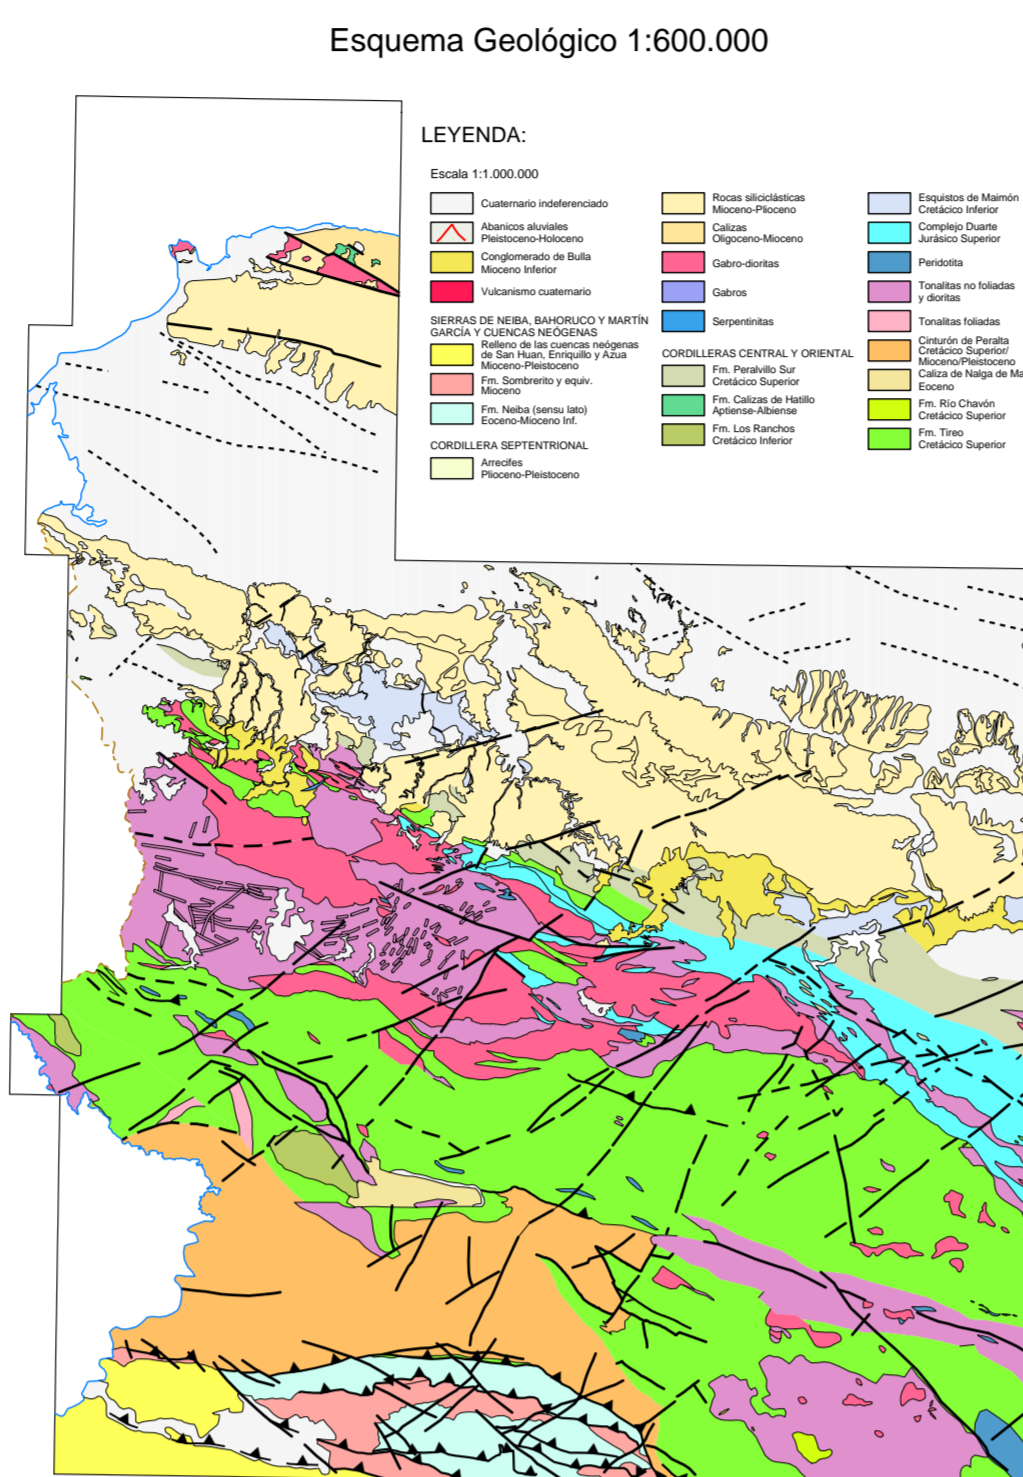 Esquema Geológico 1:600.000
LEYENDA:
Escala 1:1.000.000
Cuaternario indeferenciado
Abanicos aluviales
Pleistoceno-Holoceno
Conglomerado de Bulla
Mioceno Inferior
Vulcanismo cuaternario
SIERRAS DE NEIBA, BAHORUCO Y MARTÍN
GARCÍA Y CUENCAS NEÓGENAS
Relleno de las cuencas neógenas
de San Huan, Enriquillo y Azua
Mioceno-Pleistoceno
Fm. Sombrerito y equiv.
Mioceno
Fm. Neiba (sensu lato)
Eoceno-Mioceno Inf.
CORDILLERA SEPTENTRIONAL
Arrecifes
Plioceno-Pleistoceno
Rocas siliciclásticas
Mioceno-Plioceno
Calizas
Oligoceno-Mioceno
Gabro-dioritas
Gabros
Serpentinitas
CORDILLERAS CENTRAL Y ORIENTAL
Fm. Peralvillo Sur
Cretácico Superior
Fm. Calizas de Hatillo
Aptiense-Albiense
Fm. Los Ranchos
Cretácico Inferior
Esquistos de Maimón
Cretácico Inferior
Complejo Duarte
Jurásico Superior
Peridotita
Tonalitas no foliadas
y dioritas
Tonalitas foliadas
Cinturón de Peralta
Cretácico Superior/
Mioceno/Pleistoceno
Caliza de Nalga de Ma
Eoceno
Fm. Río Chavón
Cretácico Superior
Fm. Tireo
Cretácico Superior